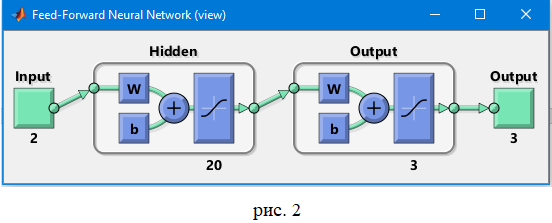 Feed-Forward Neural Network (view)
Hidden
Output
Input
Output
W
W
b
b
2
20
3
3
рис. 2